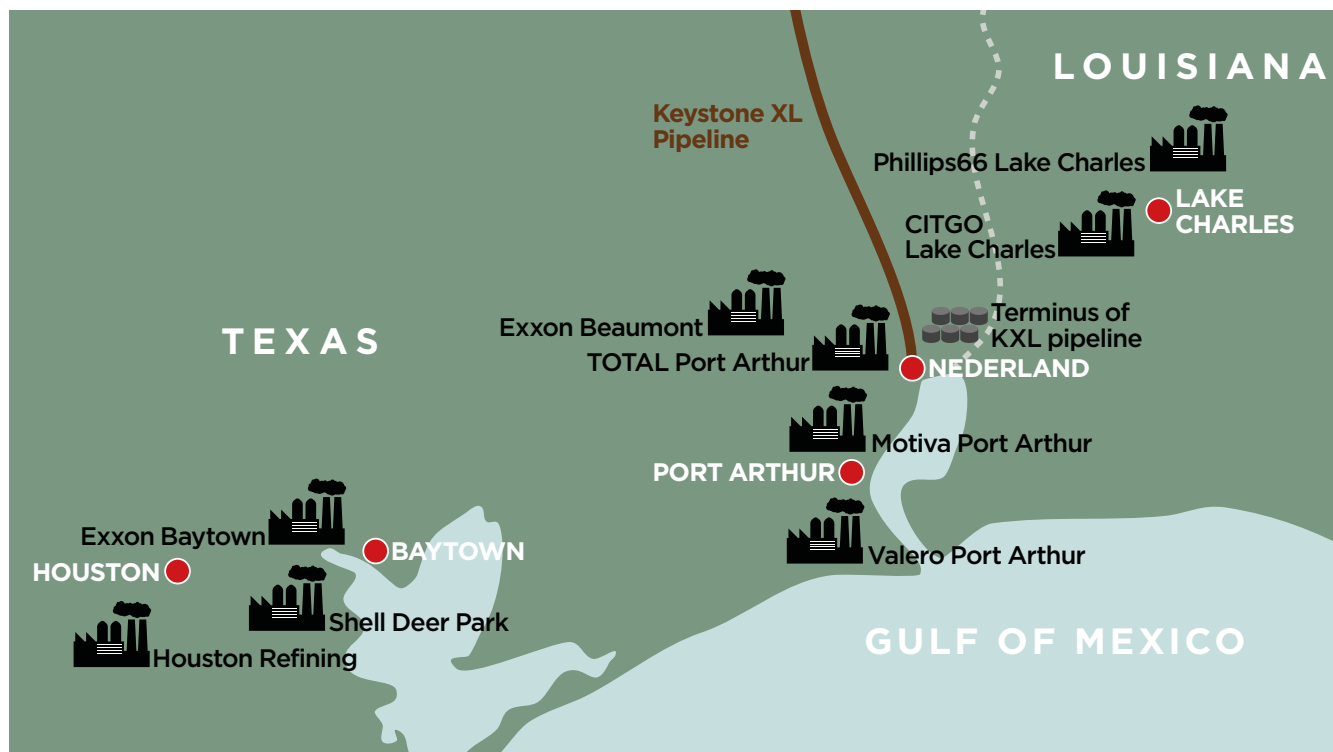 LOUISIANA
Keystone XL
Pipeline
Phillips66 Lake Charles
LAKE
CHARLES
CITGO
Lake Charles
Terminus of
KXL pipeline
Exxon Beaumont
TEXAS
TOTAL Port Arthur
NEDERLAND
Motiva Port Arthur
PORT ARTHUR
Exxon Baytown
BAYTOWN
Valero Port Arthur
HOUSTON
Shell Deer Park
GULF OF MEXICO
Houston Refining